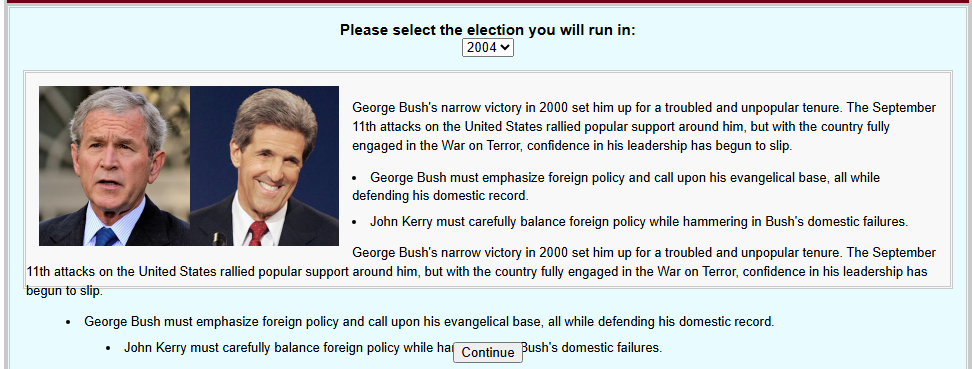 Please select the election you will run in:
2004
George Bush's narrow victory in 2000 set him up for a troubled and unpopular tenure. The September
11th attacks on the United States rallied popular support around him, but with the country fully
engaged in the War on Terror, confidence in his leadership has begun to slip.
• George Bush must emphasize foreign policy and call upon his evangelical base, all while
defending his domestic record.
• John Kerry must carefully balance foreign policy while hammering in Bush's domestic failures.
George Bush's narrow victory in 2000 set him up for a troubled and unpopular tenure. The September
11th attacks on the United States rallied popular support around him, but with the country fully engaged in the War on Terror, confidence in his leadership has
begun to slip.
• George Bush must emphasize foreign policy and call upon his evangelical base, all while defending his domestic record.
• John Kerry must carefully balance foreign policy while Bush's domestic failures.
Continue